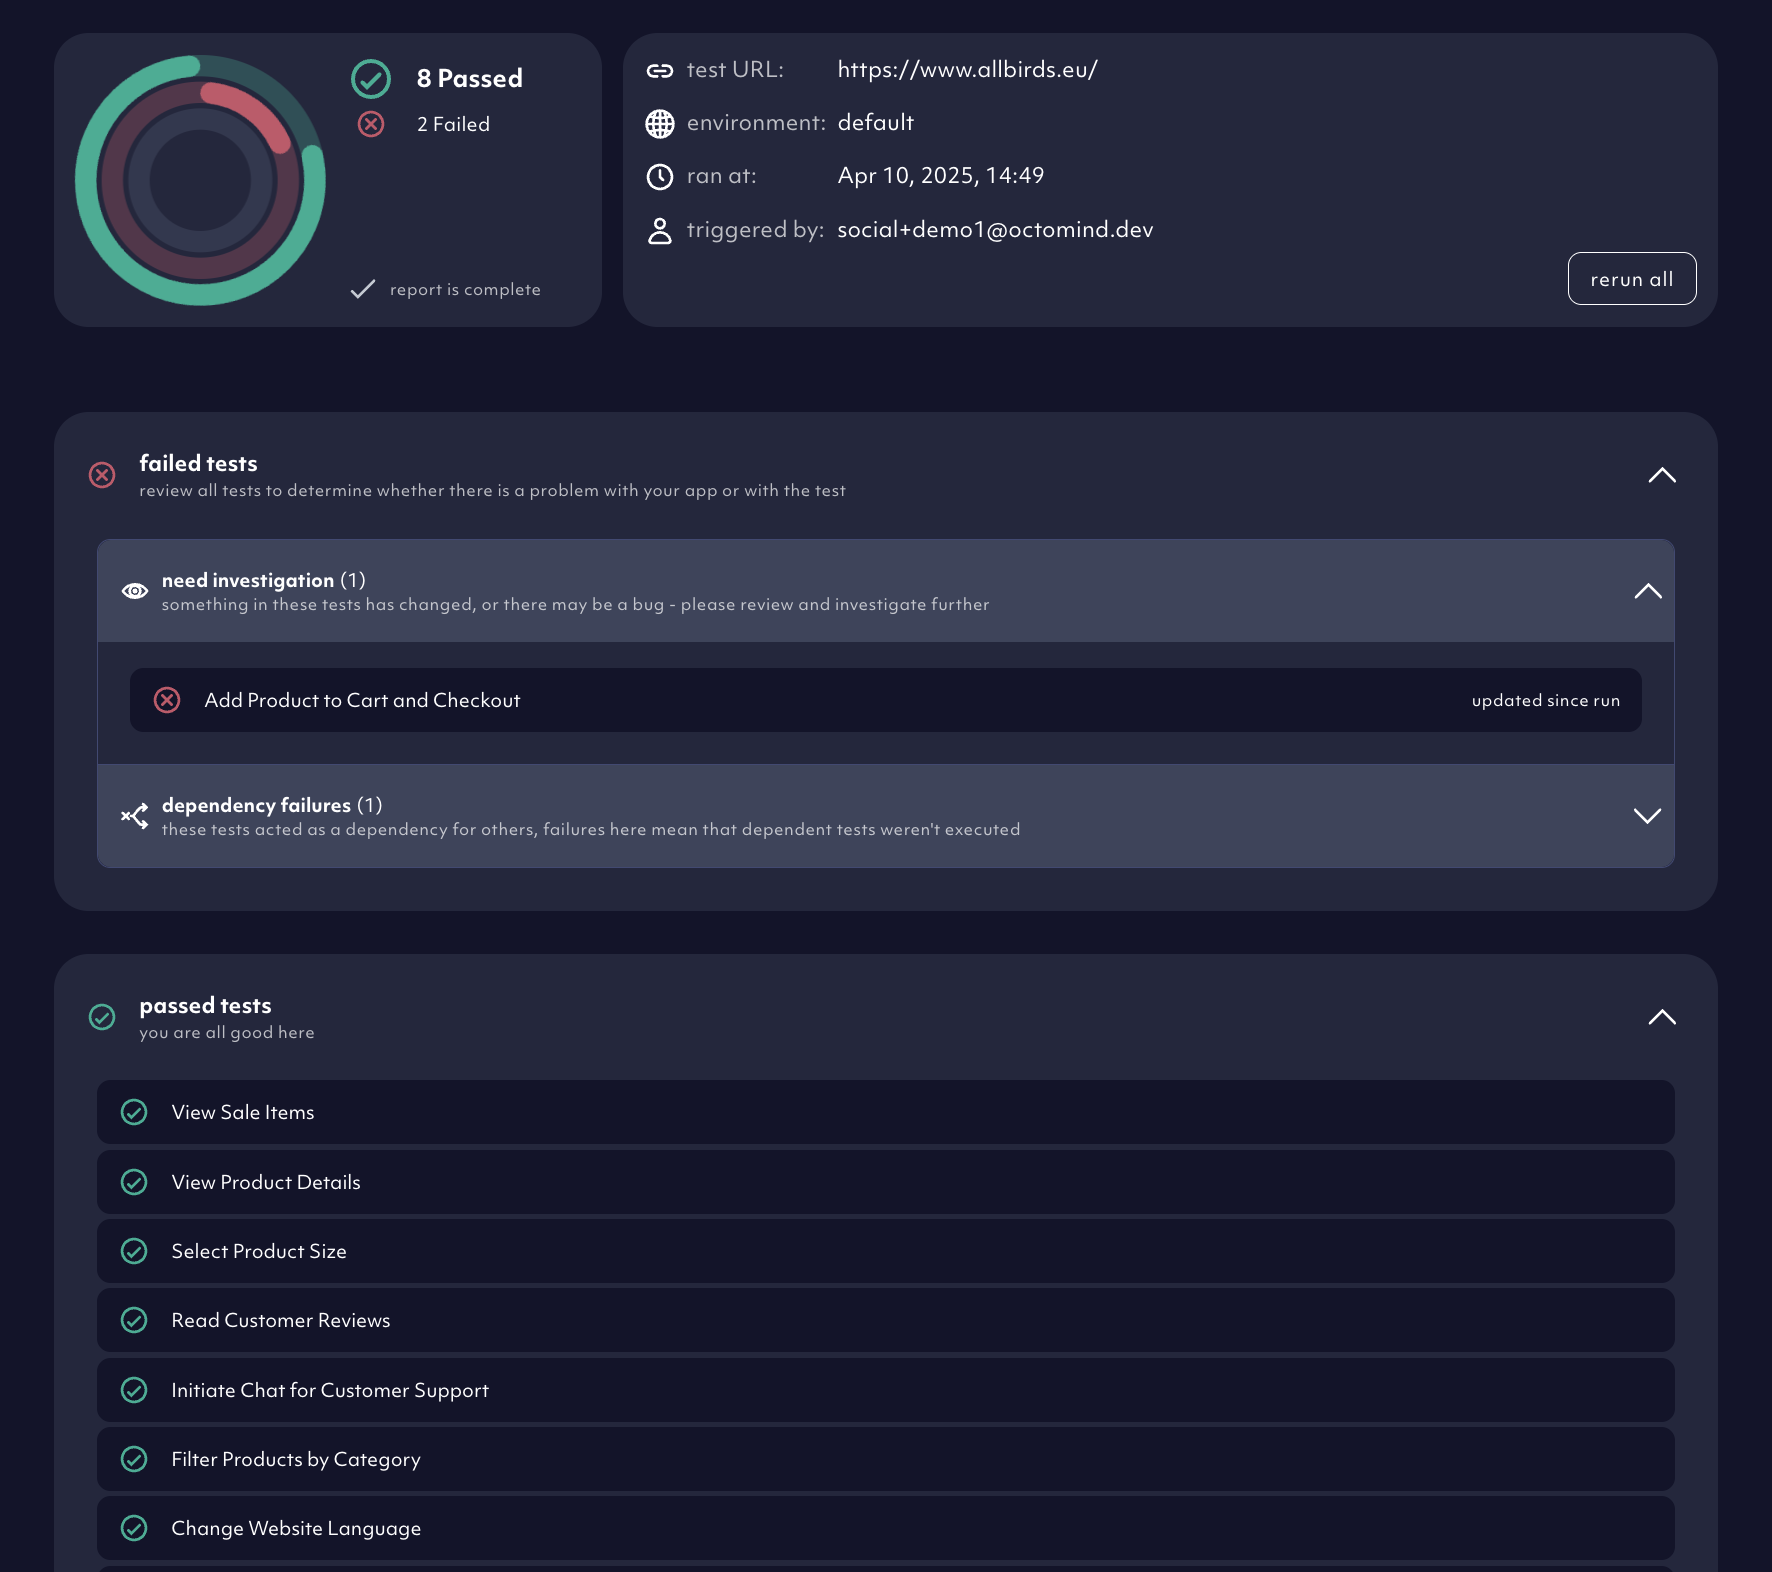 8 Passed
2 Failed
report is complete
test URL: https://www.allbirds.eu/
environment: default
ran at: Apr 10, 2025, 14:49
triggered by: social+demo1@octomind.dev
rerun all
failed tests
review all tests to determine whether there is a problem with your app or with the test
need investigation (1)
something in these tests has changed, or there may be a bug - please review and investigate further
Add Product to Cart and Checkout updated since run
dependency failures (1)
these tests acted as a dependency for others, failures here mean that dependent tests weren't executed
passed tests
you are all good here
View Sale Items
View Product Details
Select Product Size
Read Customer Reviews
Initiate Chat for Customer Support
Filter Products by Category
Change Website Language